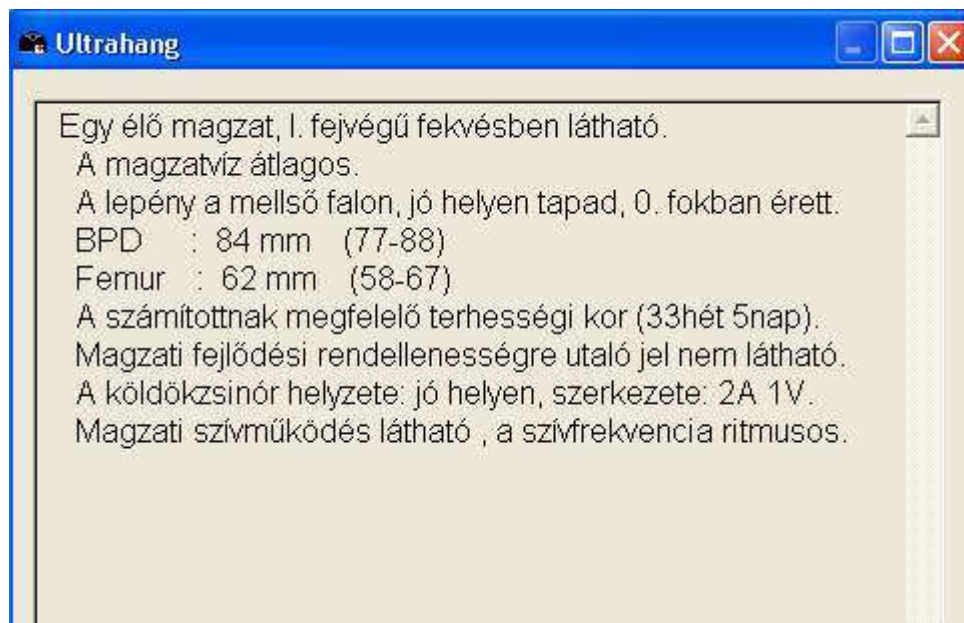 Ultrahang
Egy élő magzat, I. fejvégű fekvésben látható.
A magzatvíz átlagos.
A lepény a mellső falon, jó helyen tapad, 0. fokban érett.
BPD : 84 mm (77-88)
Femur : 62 mm (58-67)
A számítottnak megfelelő terhességi kor (33hét 5nap).
Magzati fejlődési rendellenességre utaló jel nem látható.
A köldökzsinór helyzete: jó helyen, szerkezete: 2A 1V.
Magzati szívműködés látható , a szívfrekvencia ritmusos.